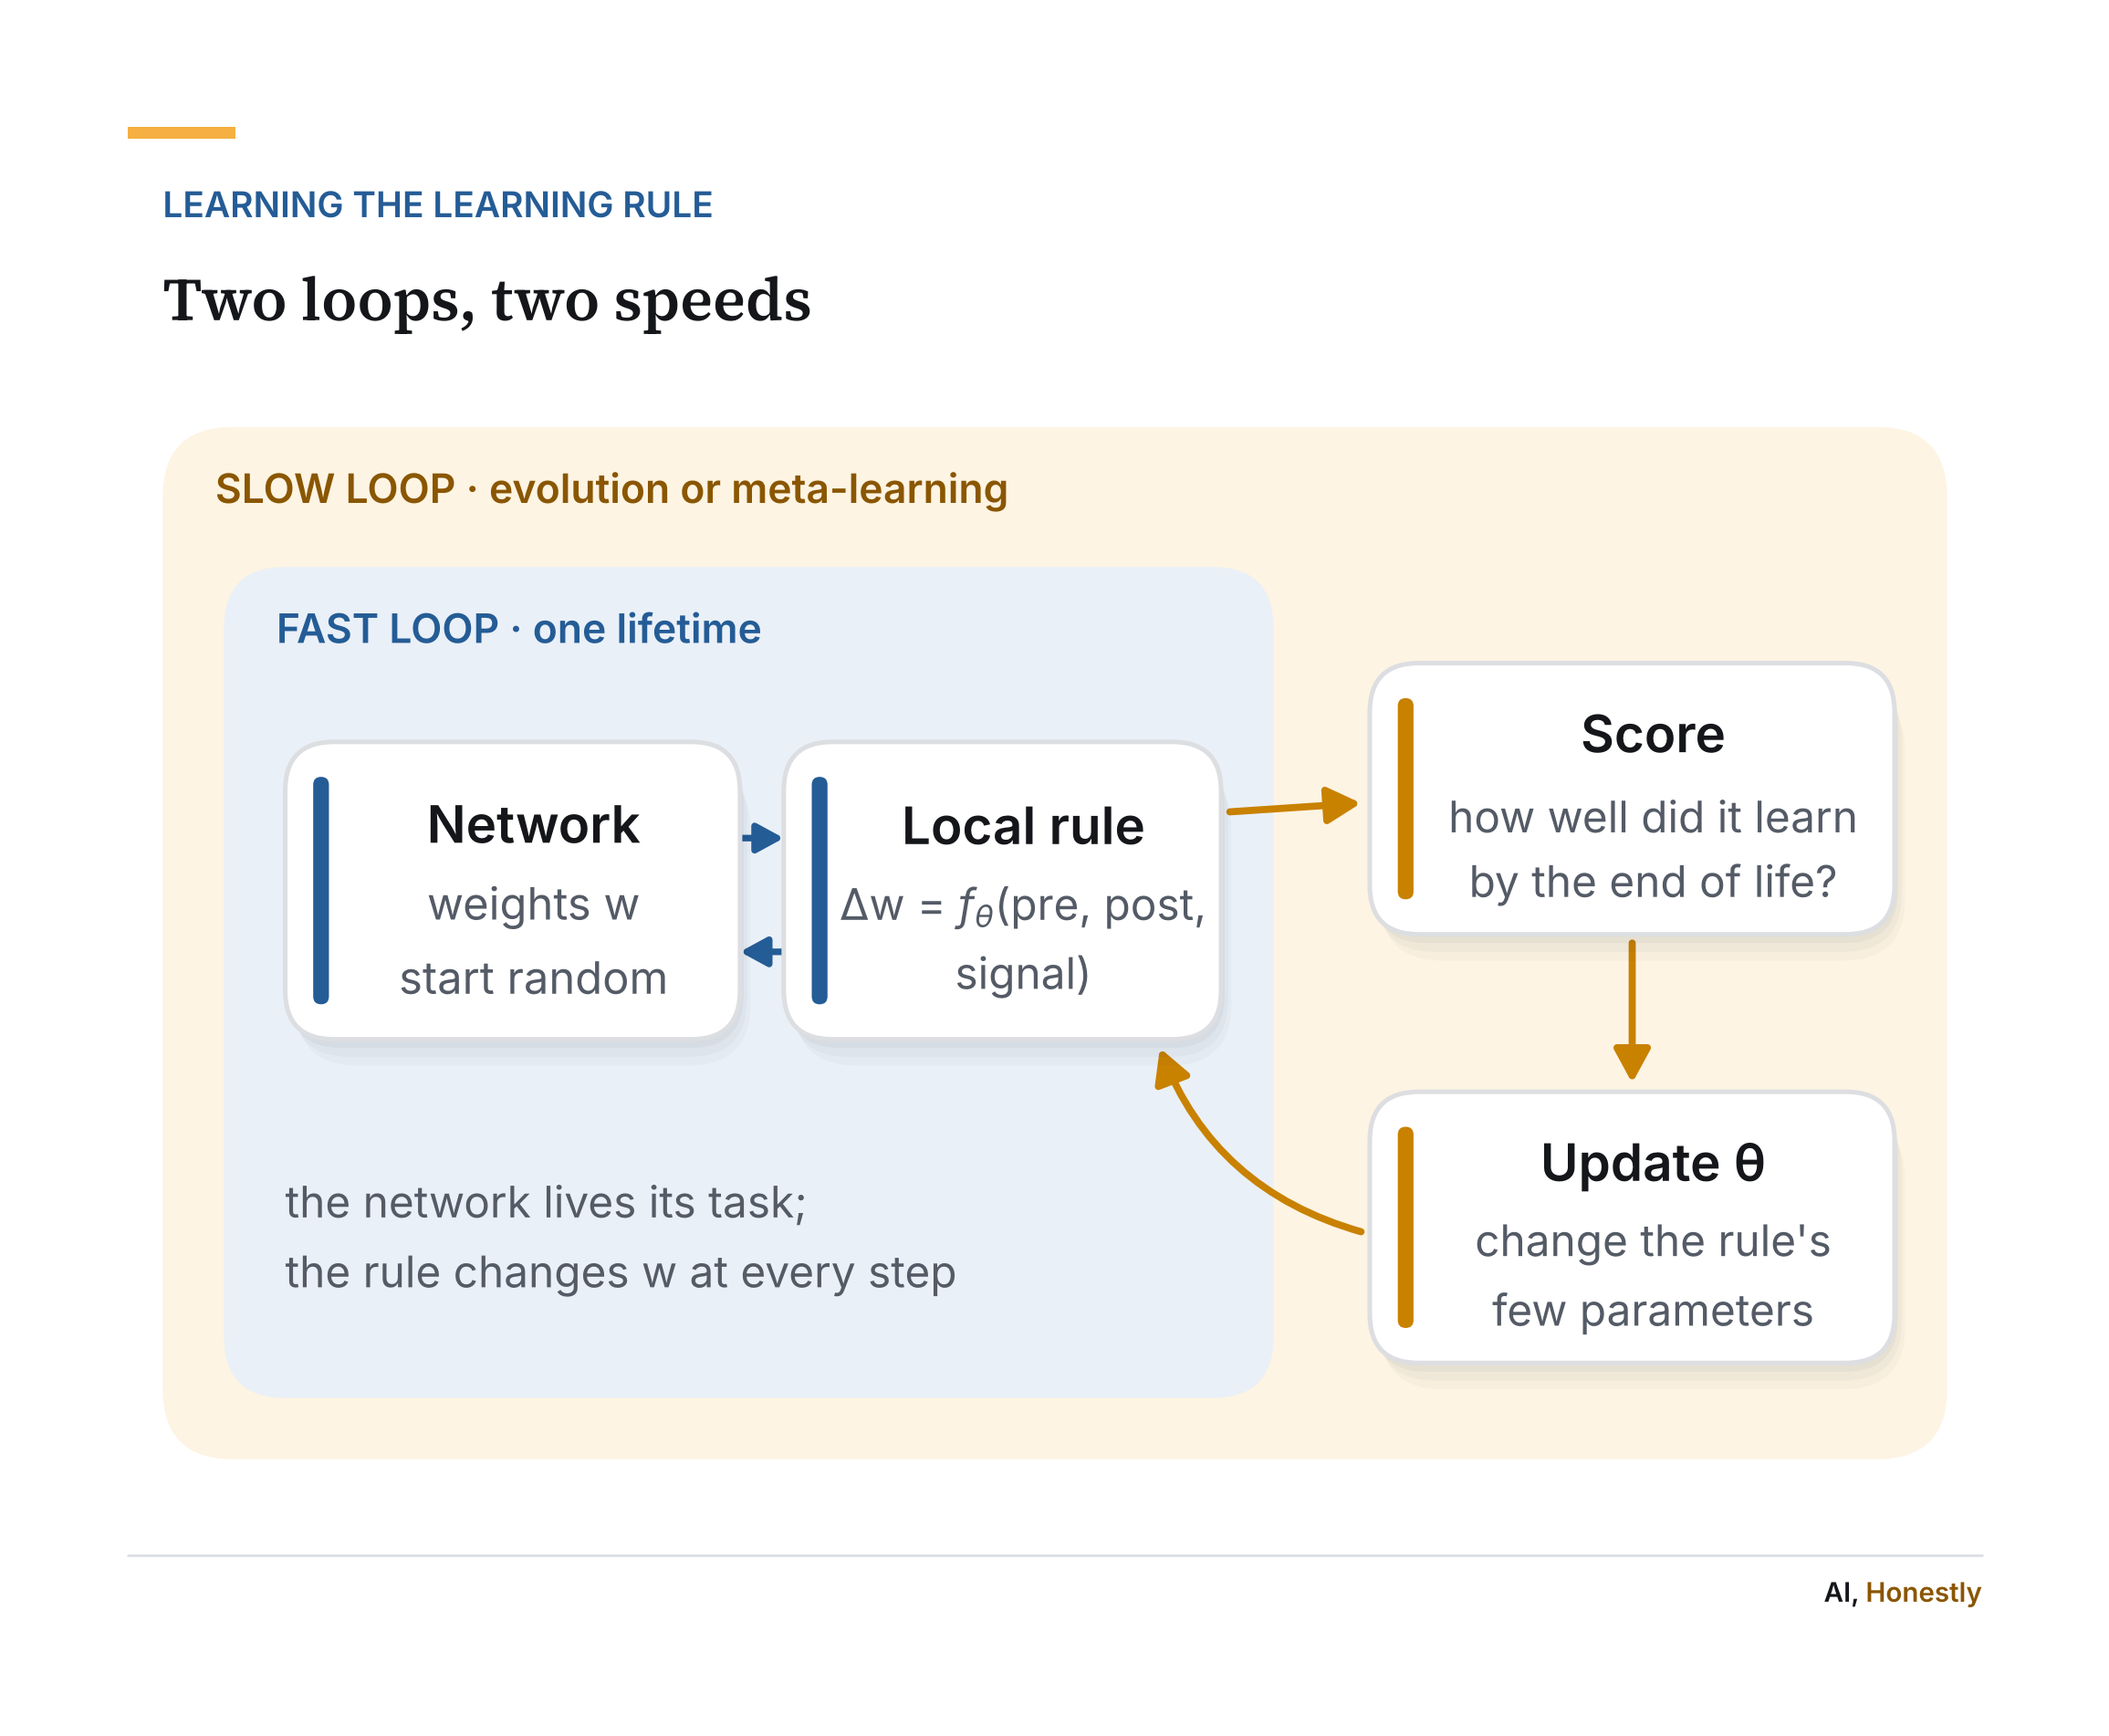 LEARNING THE LEARNING RULE
Two loops, two speeds
SLOW LOOP · evolution or meta-learning
FAST LOOP · one lifetime
Network
weights w
start random
Local rule
Δw = fθ(pre, post,
signal)
the network lives its task;
the rule changes w at every step
Score
how well did it learn
by the end of life?
Update θ
change the rule's
few parameters
AI, Honestly